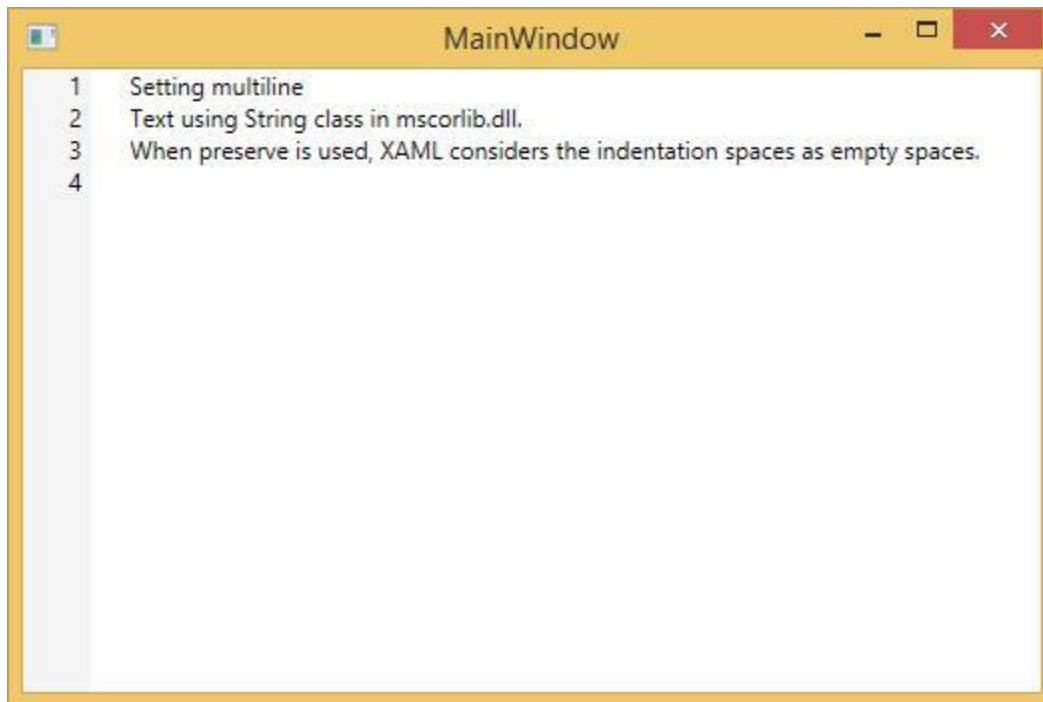 MainWindow
1 Setting multiline
2 Text using String class in mscorlib.dll.
3 When preserve is used, XAML considers the indentation spaces as empty spaces.
4